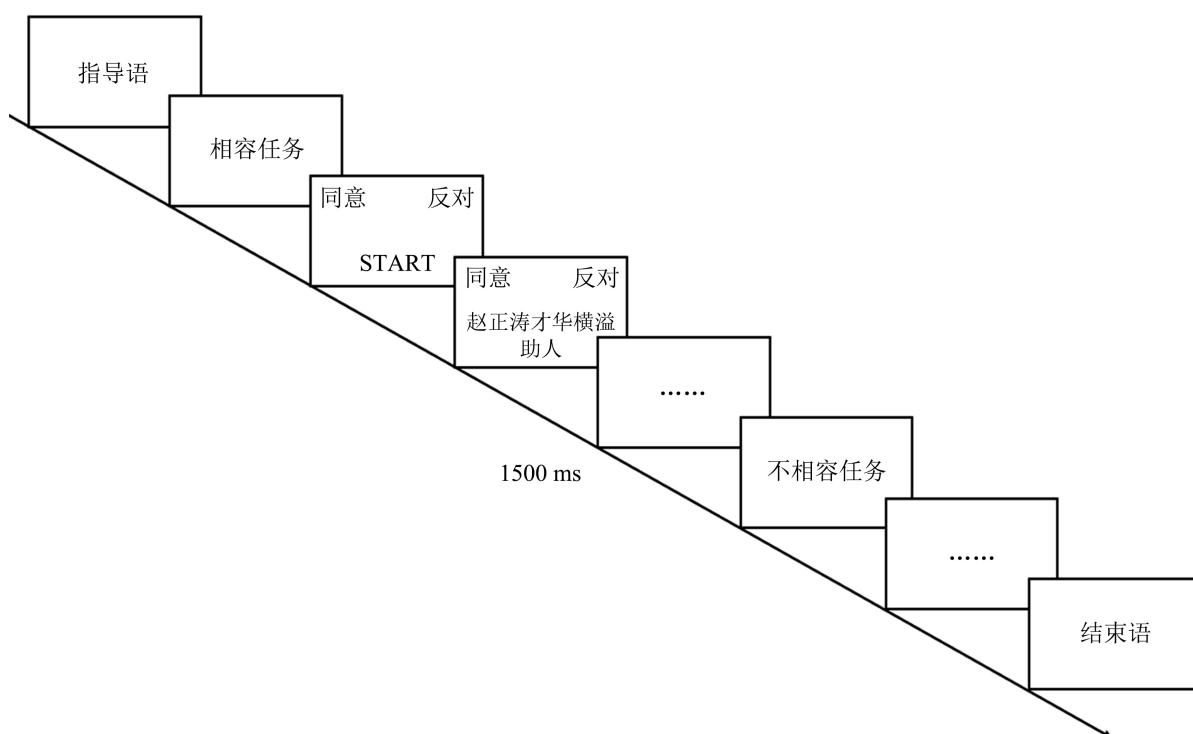 指导语
相容任务
同意 反对
START
同意 反对
赵正涛才华横溢
助人
……
1500 ms
不相容任务
……
结束语